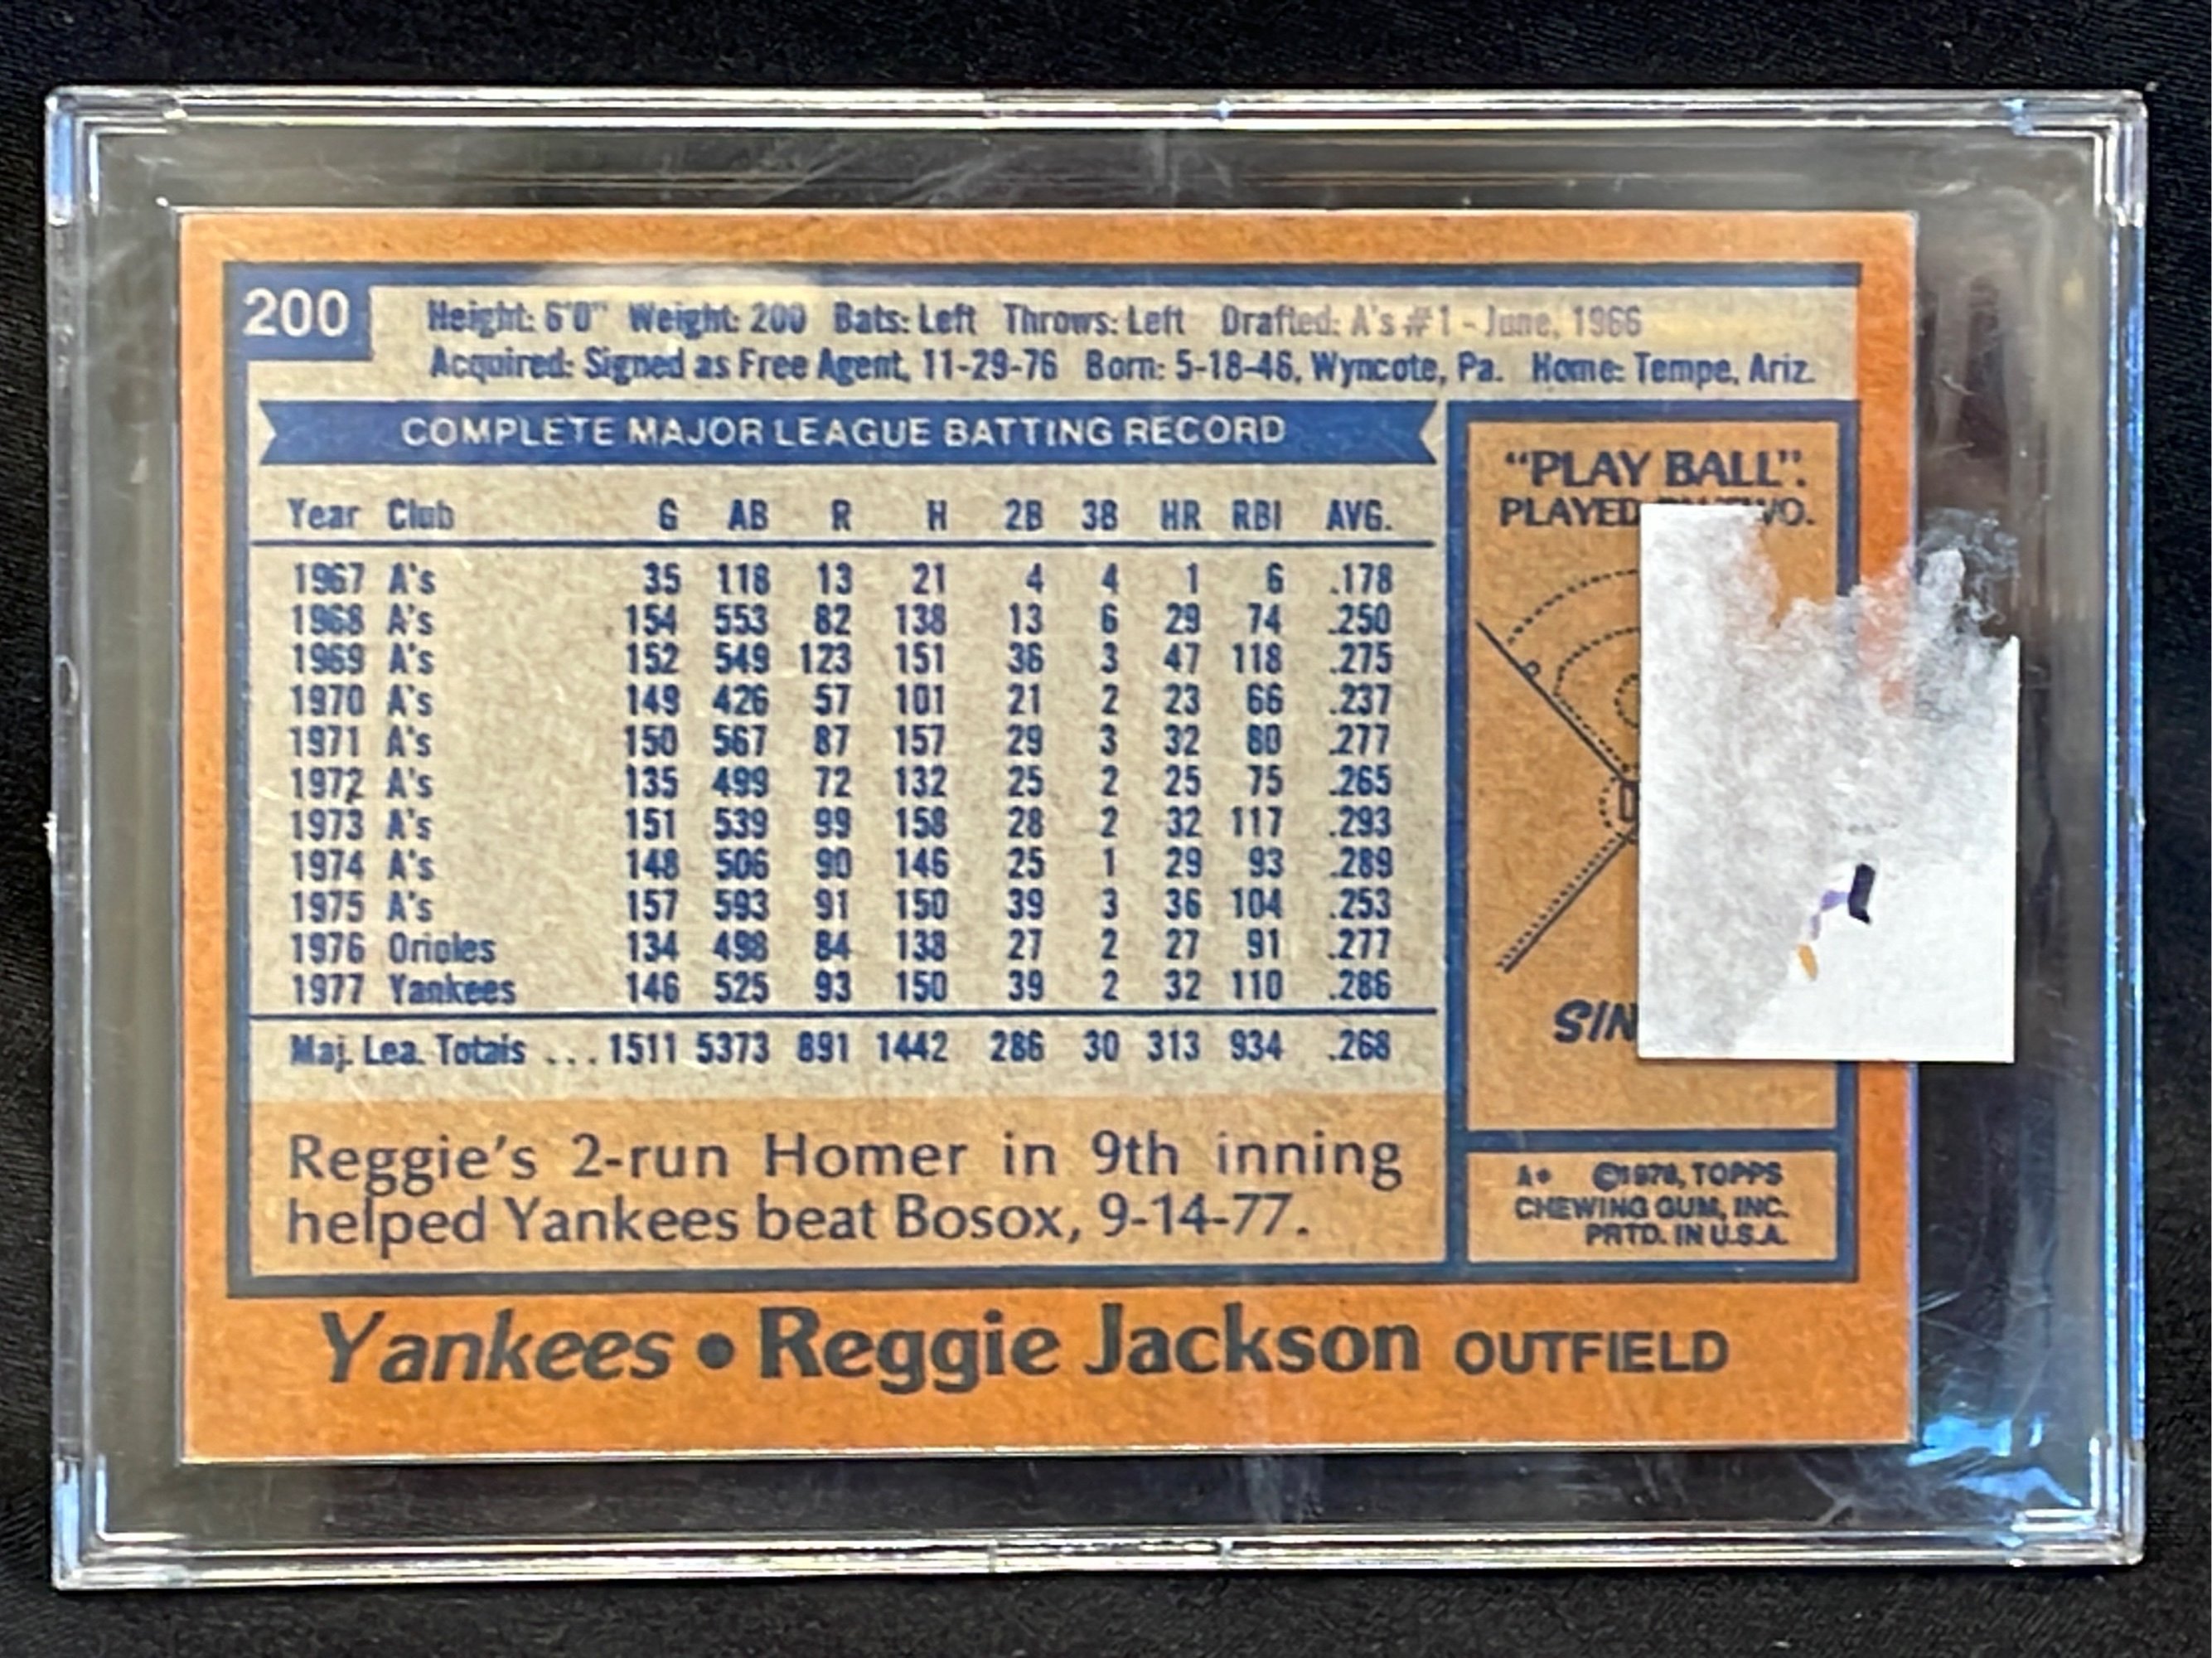 200
Height: 6'0" Weight: 200 Bats: Left Throws: Left Drafted: A's #1 - June, 1966
Acquired: Signed as Free Agent, 11-29-76 Born: 5-18-46, Wyncote, Pa. Home: Tempe, Ariz.
COMPLETE MAJOR LEAGUE BATTING RECORD
Year Club G AB R H 2B 3B HR RBI AVG.
1967 A's 35 118 13 21 4 4 1 6 .178
1968 A's 154 553 82 138 13 6 29 74 .250
1969 A's 152 549 123 151 36 3 47 118 .275
1970 A's 149 426 57 101 21 2 23 66 .237
1971 A's 150 567 87 157 29 3 32 80 .277
1972 A's 135 499 72 132 25 2 25 75 .265
1973 A's 151 539 99 158 28 2 32 117 .293
1974 A's 148 506 90 146 25 1 29 93 .289
1975 A's 157 593 91 150 39 3 36 104 .253
1976 Orioles 134 498 84 138 27 2 27 91 .277
1977 Yankees 146 525 93 150 39 2 32 110 .286
Maj. Lea. Totals ... 1511 5373 891 1442 286 30 313 934 .268
Reggie's 2-run Homer in 9th inning
helped Yankees beat Bosox, 9-14-77.
"PLAY BALL".
PLAYED
SIN
A* ©1978, TOPPS
CHEWING GUM, INC.
PRTD. IN U.S.A.
Yankees • Reggie Jackson OUTFIELD